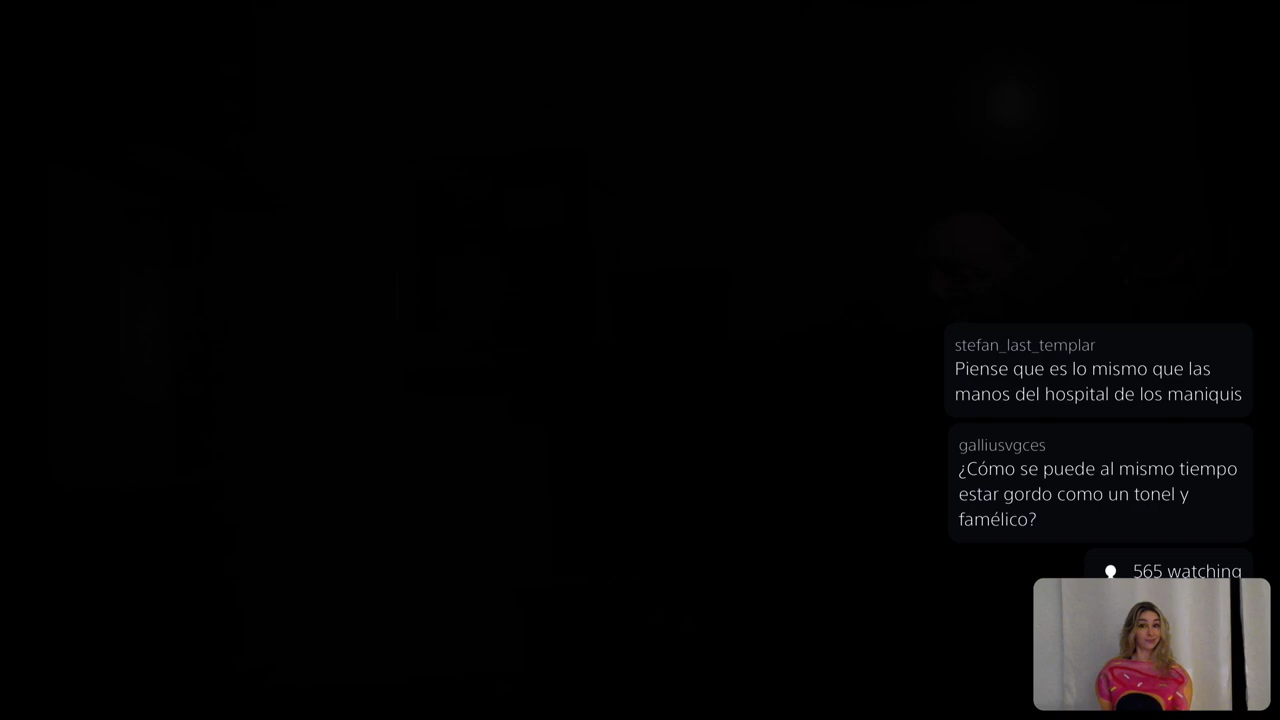 stefan_last_templar
Piense que es lo mismo que las
manos del hospital de los maniquis
galliusvgces
¿Cómo se puede al mismo tiempo
estar gordo como un tonel y
famélico?
565 watching